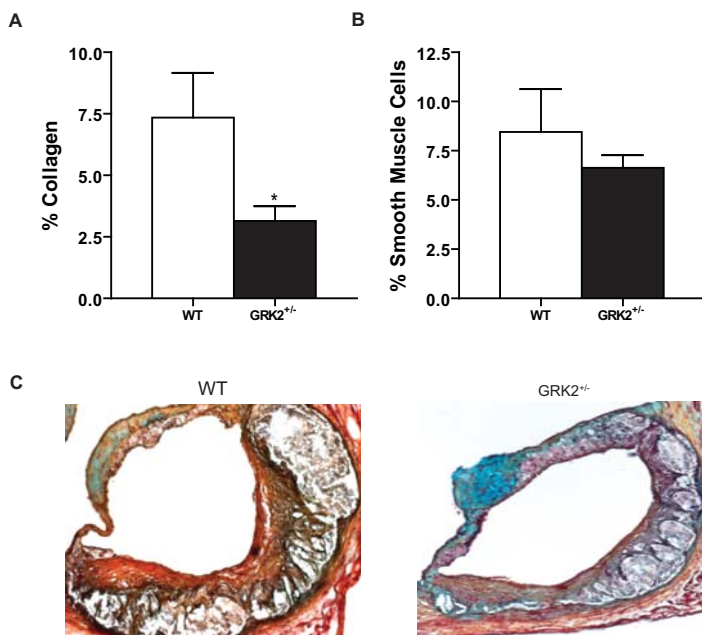 A
% Collagen
10.0
7.5
5.0
2.5
0.0
*
WT
GRK2+/-
B
% Smooth Muscle Cells
12.5
10.0
7.5
5.0
2.5
0.0
WT
GRK2+/-
C
WT
GRK2+/-